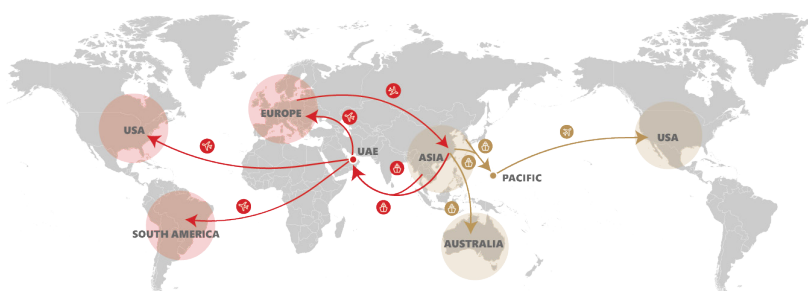 EUROPE
USA
USA
UAE
ASIA
PACIFIC
SOUTH AMERICA
AUSTRALIA